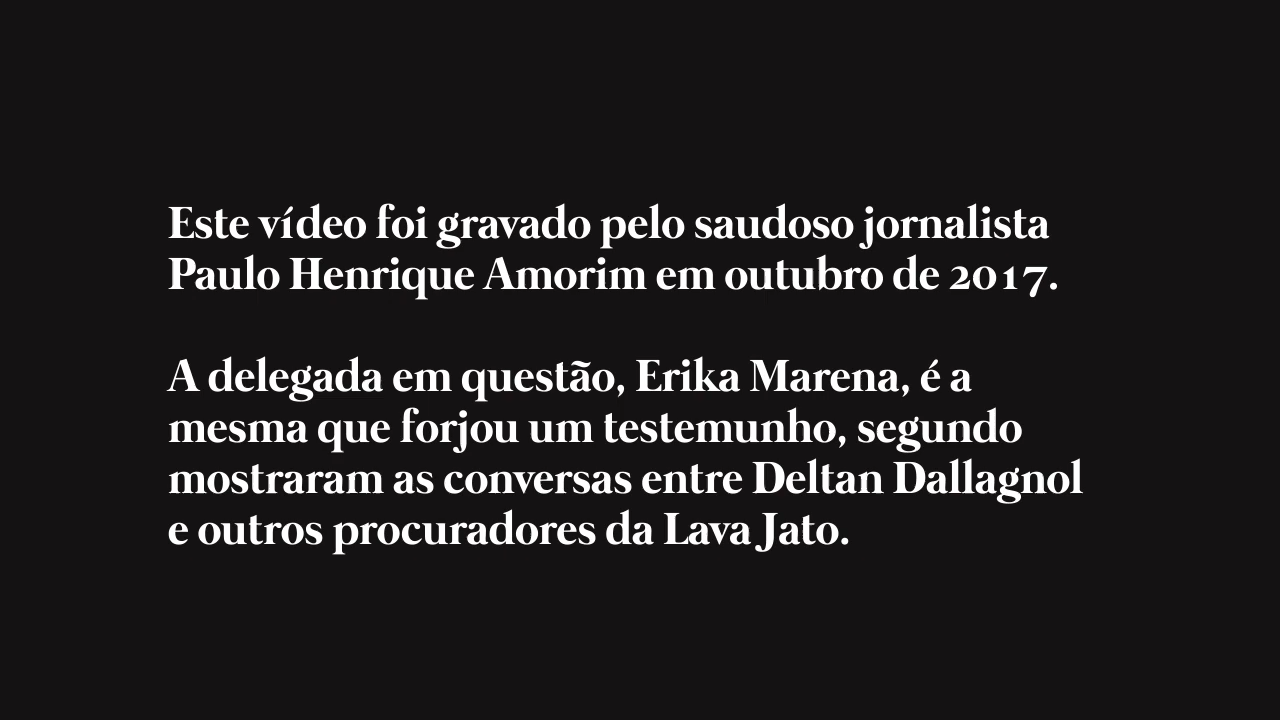 Este vídeo foi gravado pelo saudoso jornalista
Paulo Henrique Amorim em outubro de 2017.
A delegada em questão, Erika Marena, é a
mesma que forjou um testemunho, segundo
mostraram as conversas entre Deltan Dallagnol
e outros procuradores da Lava Jato.